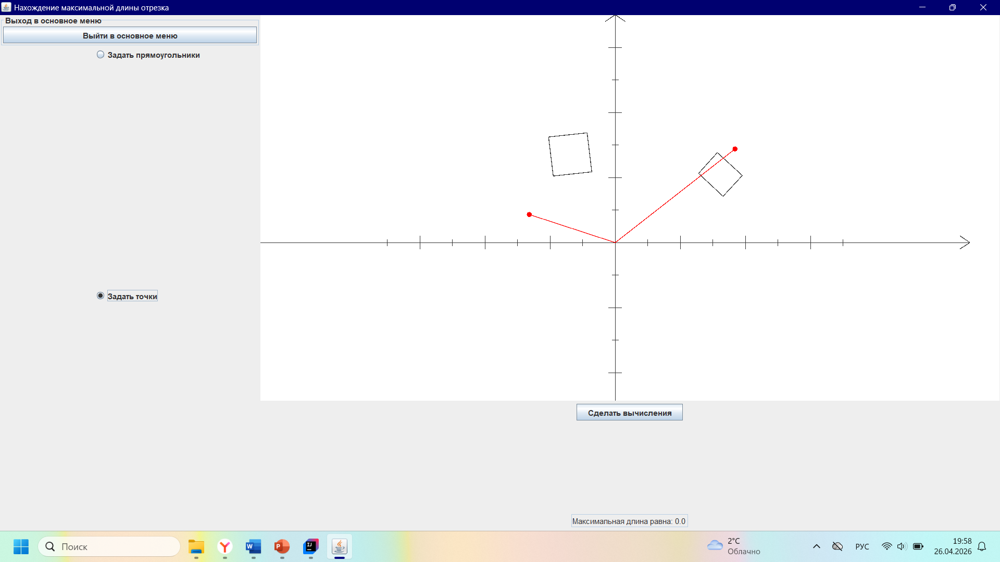 Нахождение максимальной длины отрезка
Выход в основное меню
Выйти в основное меню
Задать прямоугольники
Задать точки
Сделать вычисления
Максимальная длина равна: 0.0
Поиск
2°C
Облачно
РУС
19:58
26.04.2026